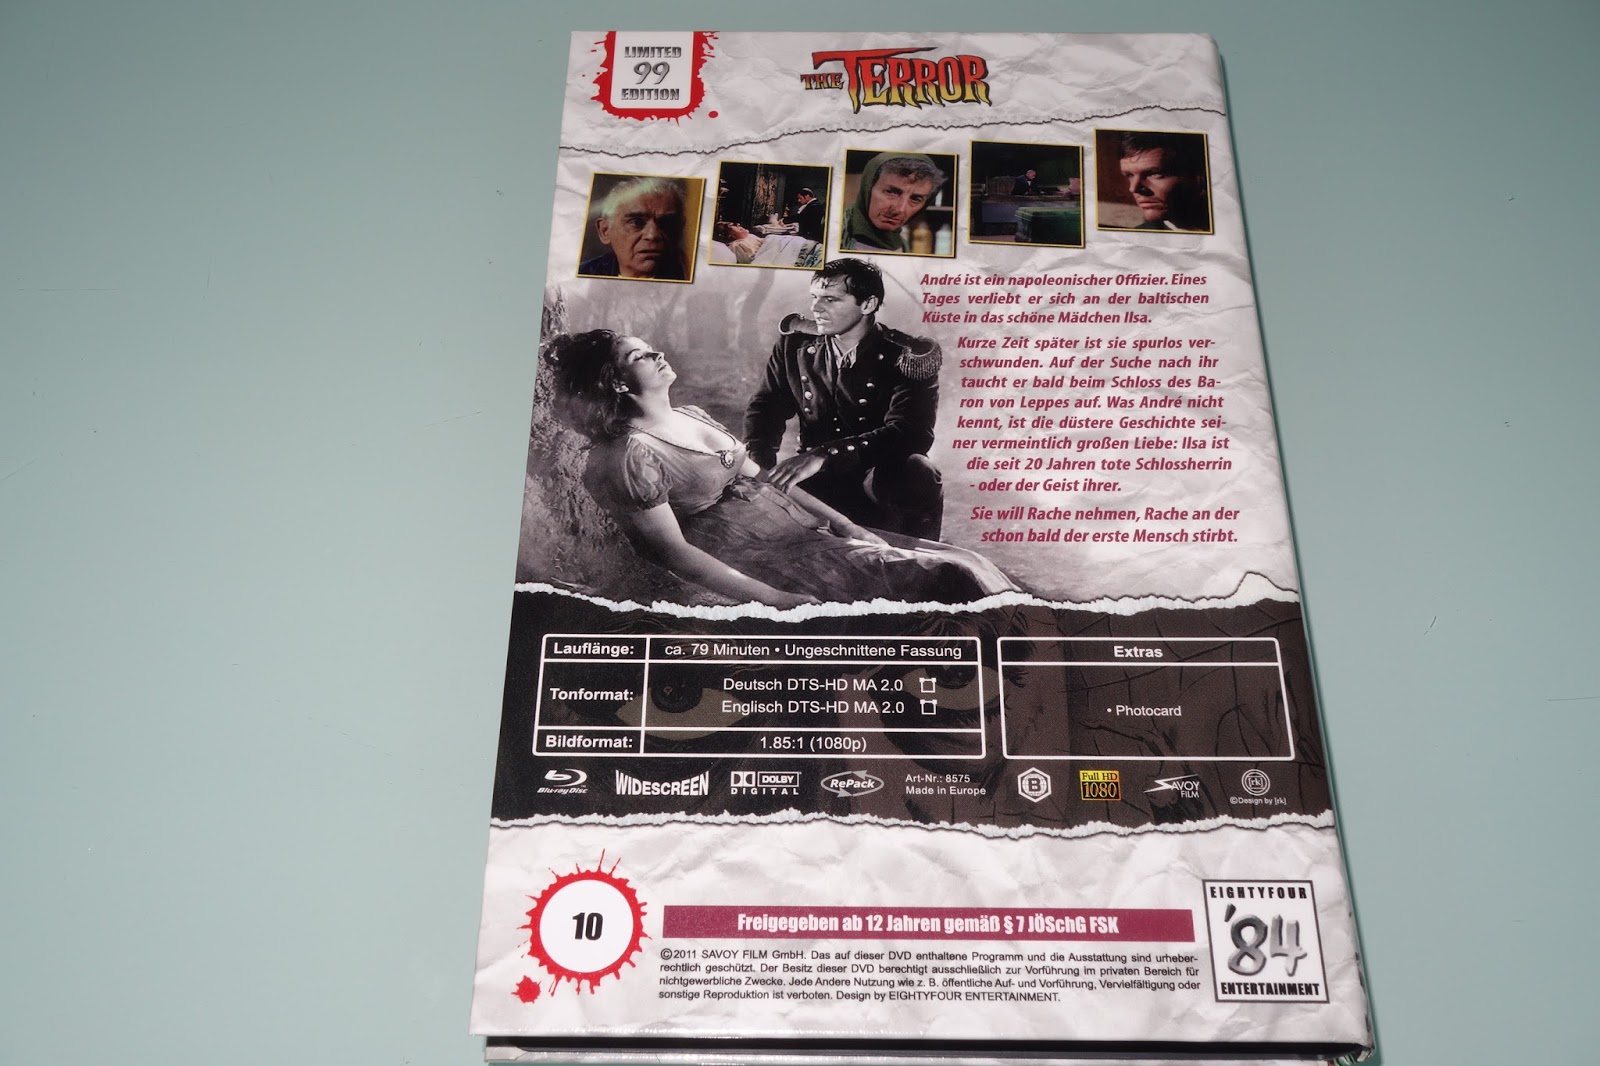 LIMITED
99
EDITION
THE TERROR
André ist ein napoleonischer Offizier. Eines
Tages verliebt er sich an der baltischen
Küste in das schöne Mädchen Ilsa.
Kurze Zeit später ist sie spurlos ver-
schwunden. Auf der Suche nach ihr
taucht er bald beim Schloss des Ba-
ron von Leppes auf. Was André nicht
kennt, ist die düstere Geschichte sei-
ner vermeintlich großen Liebe: Ilsa ist
die seit 20 Jahren tote Schlossherrin
- oder der Geist ihrer.
Sie will Rache nehmen, Rache an der
schon bald der erste Mensch stirbt.
Lauflänge: ca. 79 Minuten • Ungeschnittene Fassung
Tonformat: Deutsch DTS-HD MA 2.0
Englisch DTS-HD MA 2.0
Bildformat: 1.85:1 (1080p)
Extras
• Photocard
Blu-ray Disc
WIDESCREEN
DOLBY
DIGITAL
RePack
Art-Nr.: 8575
Made in Europe
B
Full HD
1080
SAVOY
FILM
[rk]
©Design by [rk]
10
Freigegeben ab 12 Jahren gemäß § 7 JÖSchG FSK
©2011 SAVOY FILM GmbH. Das auf dieser DVD enthaltene Programm und die Ausstattung sind urheber-
rechtlich geschützt. Der Besitz dieser DVD berechtigt ausschließlich zur Vorführung im privaten Bereich für
nichtgewerbliche Zwecke. Jede Andere Nutzung wie z. B. öffentliche Auf- und Vorführung, Vervielfältigung oder
sonstige Reproduktion ist verboten. Design by EIGHTYFOUR ENTERTAINMENT.
EIGHTYFOUR
'84
ENTERTAINMENT